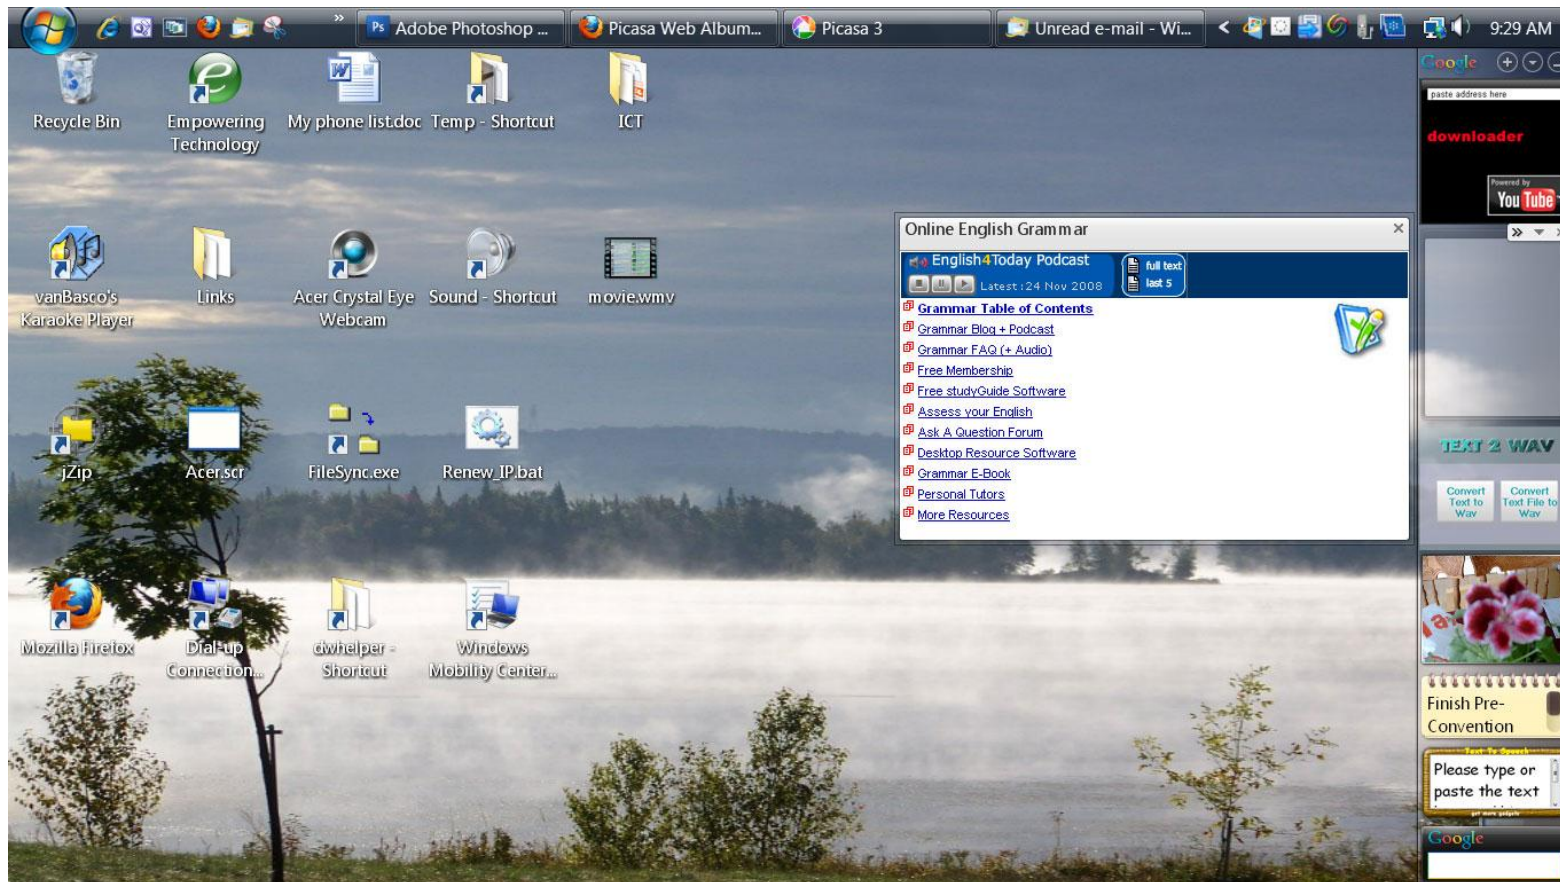 Adobe Photoshop ...
Picasa Web Album...
Picasa 3
Unread e-mail - Wi...
9:29 AM
Recycle Bin
Empowering
Technology
My phone list.doc
Temp - Shortcut
ICT
vanBasco's
Karaoke Player
Links
Acer Crystal Eye
Webcam
Sound - Shortcut
movie.wmv
jZip
Acer.scr
FileSync.exe
Renew_IP.bat
Mozilla Firefox
Dial-up
Connection...
dwhelper -
Shortcut
Windows
Mobility Center...
Online English Grammar
English4Today Podcast
Latest :24 Nov 2008
full text
last 5
Grammar Table of Contents
Grammar Blog + Podcast
Grammar FAQ (+ Audio)
Free Membership
Free studyGuide Software
Assess your English
Ask A Question Forum
Desktop Resource Software
Grammar E-Book
Personal Tutors
More Resources
Google
paste address here
downloader
Powered by
YouTube
TEXT 2 WAV
Convert
Text to
Wav
Convert
Text File to
Wav
Finish Pre-
Convention
Text To Speech
Please type or
paste the text
get more gadgets
Google